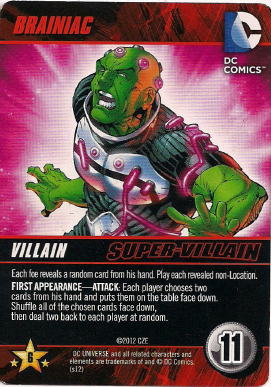 BRAINIAC
DC
DC
COMICS™
VILLAIN
SUPER-VILLAIN
Each foe reveals a random card from his hand. Play each revealed non-Location.
FIRST APPEARANCE—ATTACK: Each player chooses two
cards from his hand and puts them on the table face down.
Shuffle all of the chosen cards face down,
then deal two back to each player at random.
©2012 CZE
6
DC UNIVERSE and all related characters and
elements are trademarks of and © DC Comics.
(s12)
11